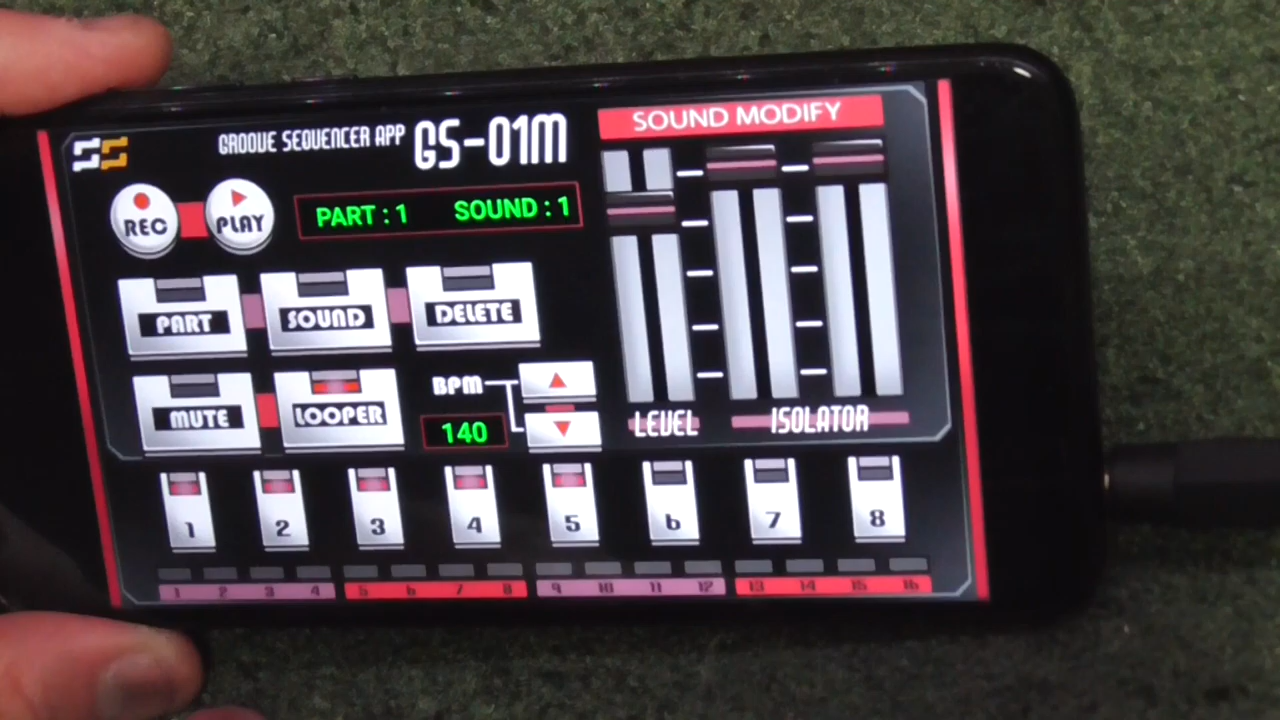 GROOVE SEQUENCER APP GS-01M
SOUND MODIFY
REC PLAY
PART : 1 SOUND : 1
PART SOUND DELETE
MUTE LOOPER
BPM
140
LEVEL ISOLATOR
1 2 3 4 5 6 7 8
1 2 3 4 5 6 7 8 9 10 11 12 13 14 15 16